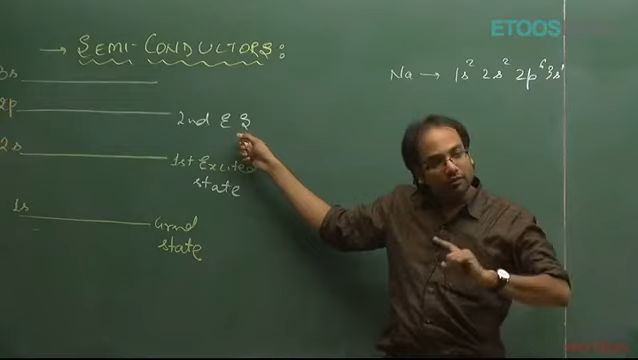 ETOOS
→ SEMI-CONDUCTORS:
Na → 1s² 2s² 2p⁶ 3s¹
3s
2p
2nd E S
2s
1st Excited
state
1s
Grnd
state